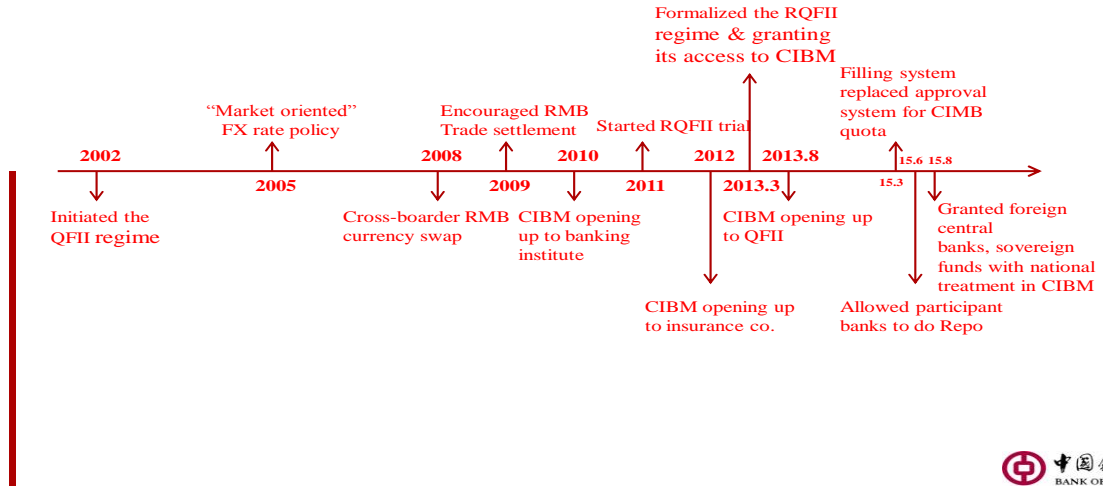 Formalized the RQFII
regime & granting
its access to CIBM
Filling system
replaced approval
system for CIMB
quota
“Market oriented”
FX rate policy
Encouraged RMB
Trade settlement
Started RQFII trial
2002
2008
2010
2012
2013.8
15.6
15.8
2005
2009
2011
2013.3
15.3
Initiated the
QFII regime
Cross-boarder RMB
currency swap
CIBM opening
up to banking
institute
CIBM opening up
to QFII
Granted foreign
central
banks, sovereign
funds with national
treatment in CIBM
CIBM opening up
to insurance co.
Allowed participant
banks to do Repo
中国
BANK OF